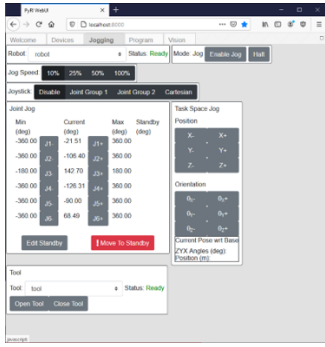 PyRI WebUI
localhost:8000
Welcome Devices Jogging Program Vision
Robot: robot Status: Ready Mode Jog Enable Jog Halt
Jog Speed 10% 25% 50% 100%
Joystick Disable Joint Group 1 Joint Group 2 Cartesian
Joint Jog
Min (deg) Current (deg) Max (deg) Standby (deg)
-360.00 J1- -21.51 J1+ 360.00
-360.00 J2- -106.40 J2+ 360.00
-180.00 J3- 142.70 J3+ 180.00
-360.00 J4- -126.31 J4+ 360.00
-360.00 J5- -90.00 J5+ 360.00
-360.00 J6- 68.49 J6+ 360.00
Edit Standby ! Move To Standby
Task Space Jog
Position
X- X+
Y- Y+
Z- Z+
Orientation
Current Pose wrt Base
ZYX Angles (deg):
Position (m):
Tool
Tool: tool Status: Ready
Open Tool Close Tool
javascript: